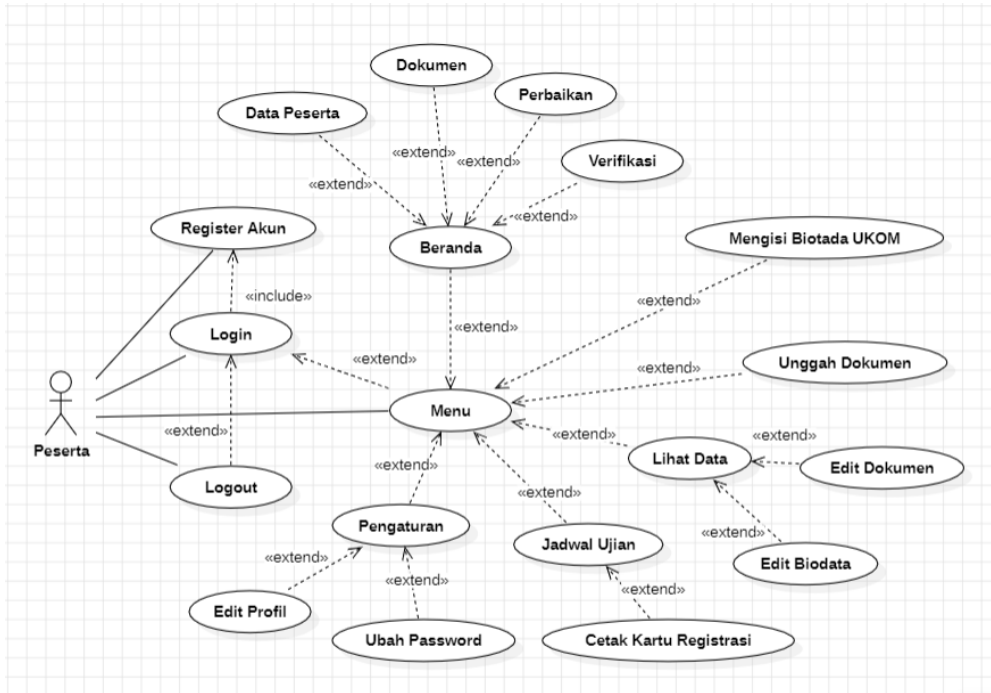 Dokumen
Perbaikan
Data Peserta
«extend»
«extend»
Verifikasi
«extend»
«extend»
Register Akun
Beranda
Mengisi Biotada UKOM
«include»
«extend»
«extend»
Login
«extend»
«extend»
Unggah Dokumen
Peserta
Menu
«extend»
«extend»
«extend»
Lihat Data
Edit Dokumen
«extend»
Logout
«extend»
Pengaturan
Jadwal Ujian
«extend»
Edit Biodata
«extend»
«extend»
«extend»
Edit Profil
Ubah Password
Cetak Kartu Registrasi